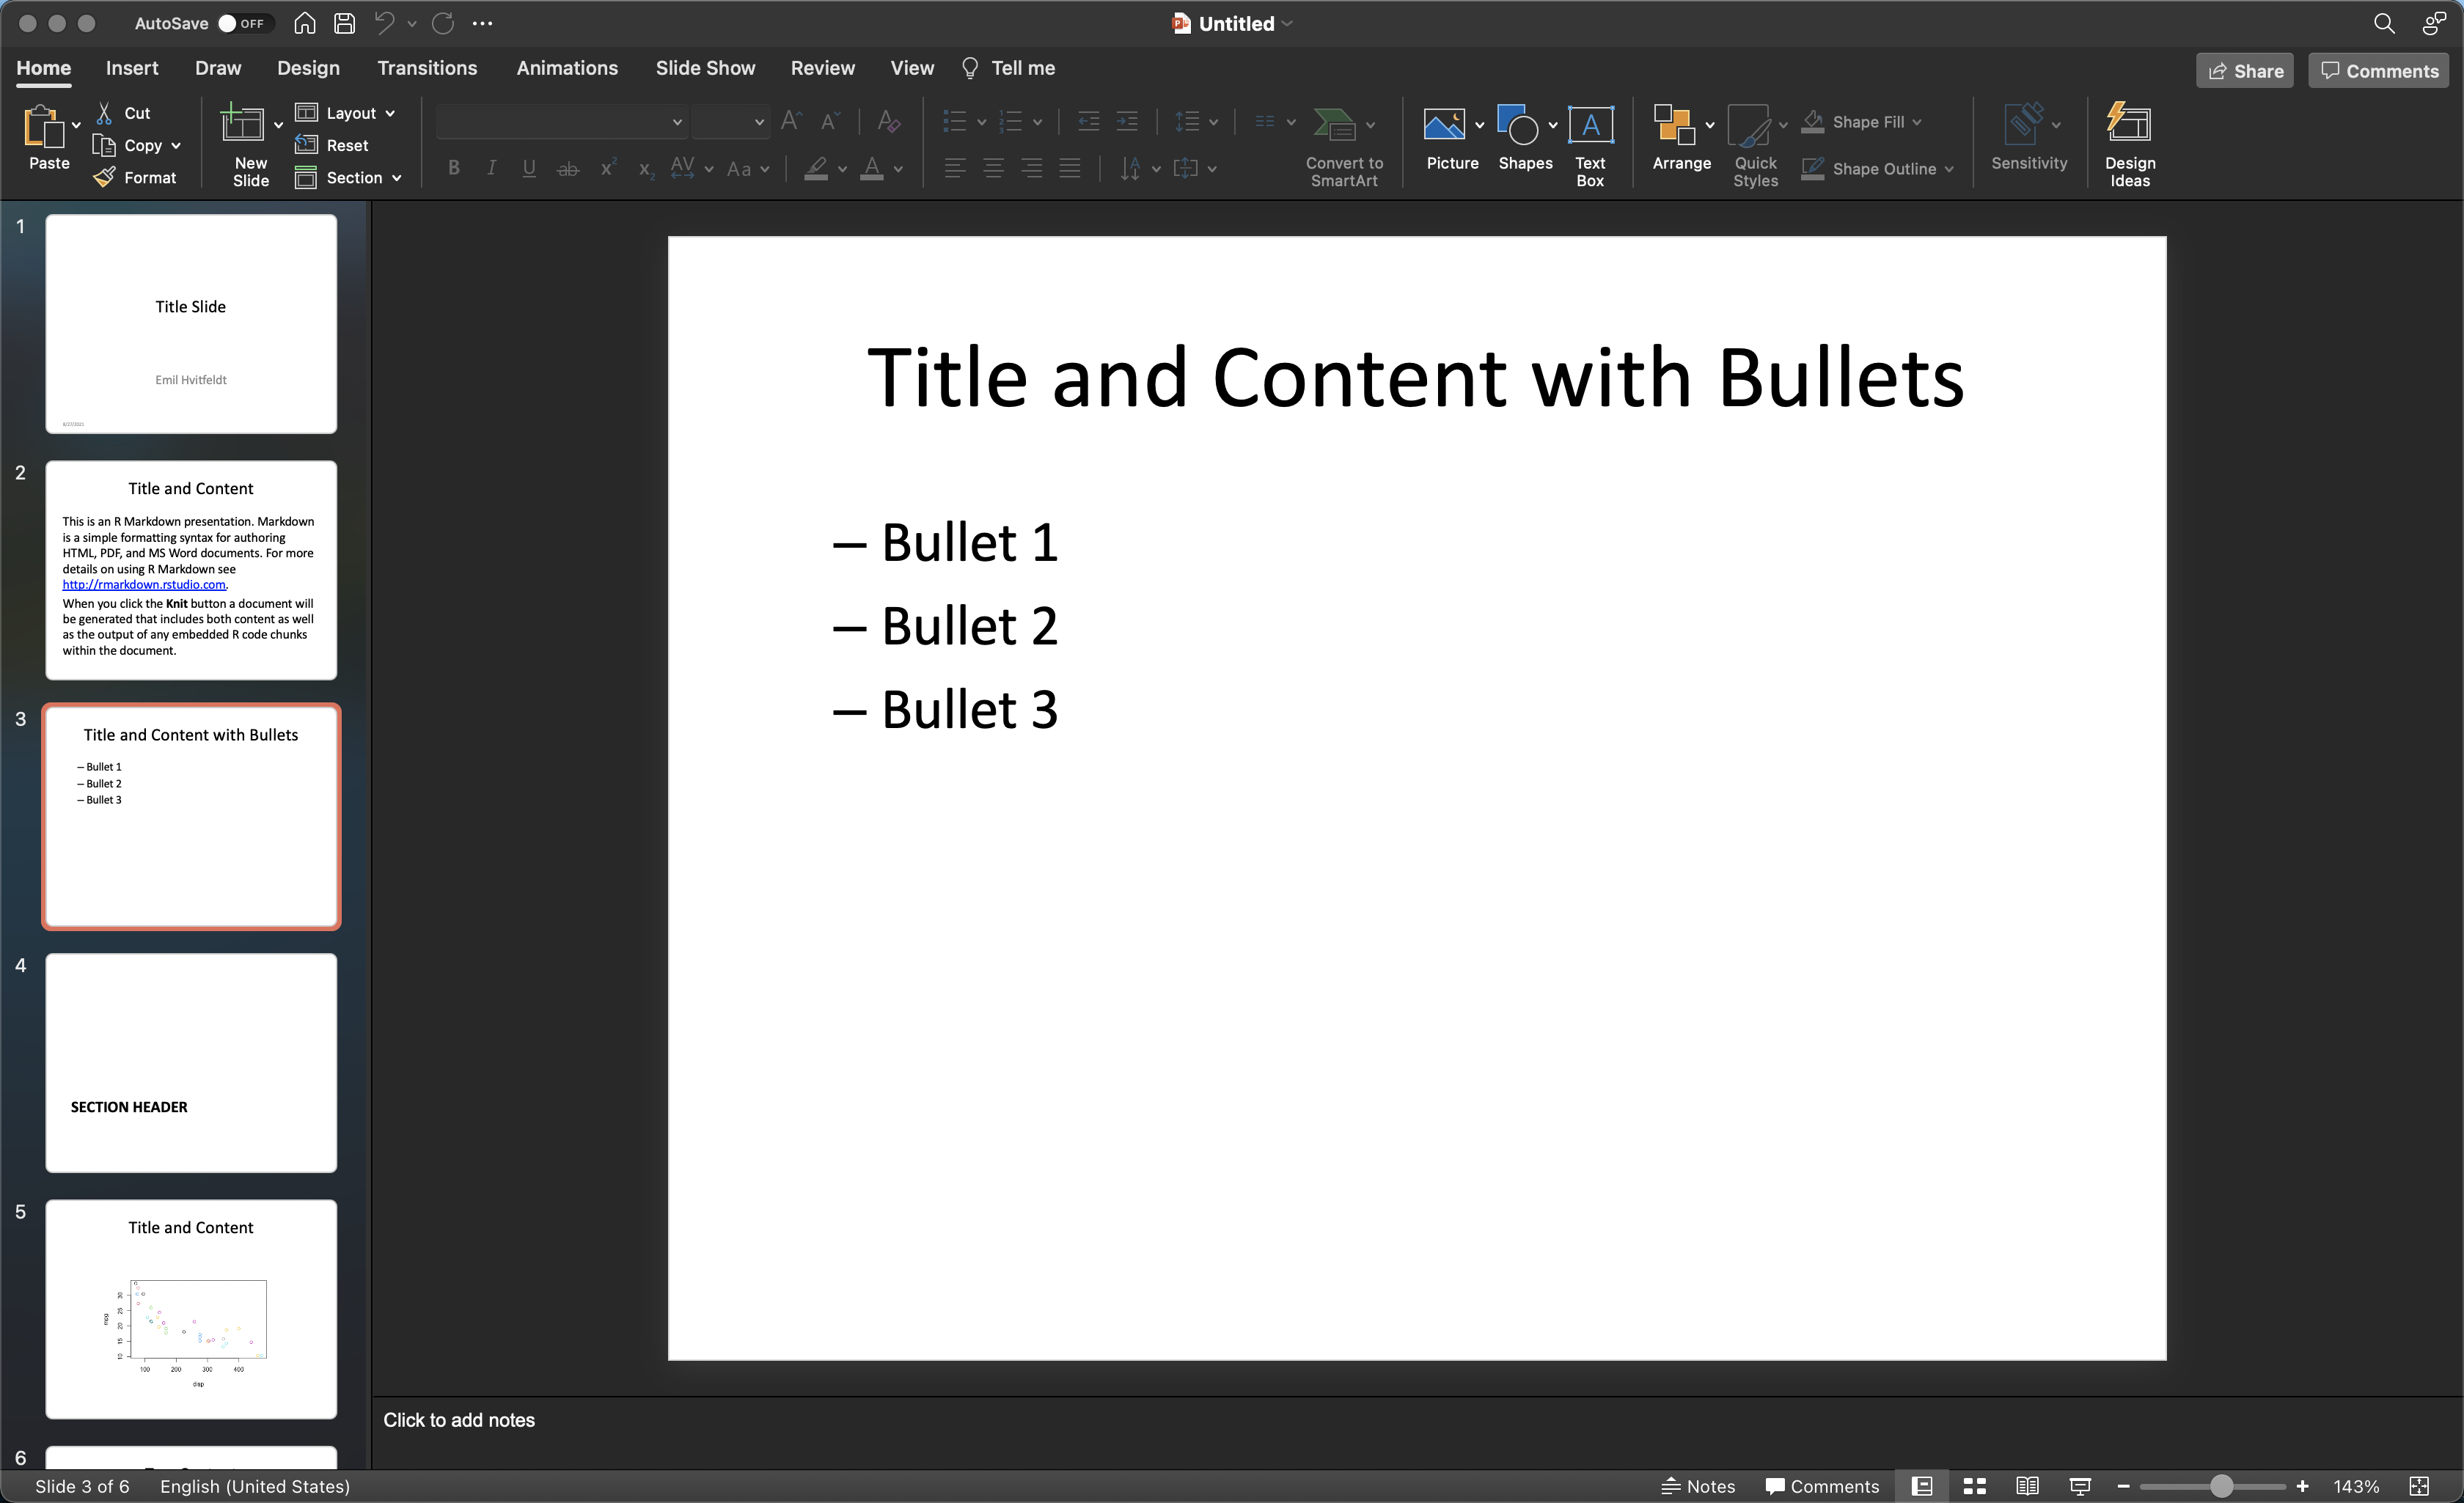 AutoSave OFF
Untitled
Home Insert Draw Design Transitions Animations Slide Show Review View Tell me
Share Comments
Paste
Cut
Copy
Format
New
Slide
Layout
Reset
Section
B I U ab x² x₂ AV Aa A
Convert to
SmartArt
Picture
Shapes
A
Text
Box
Arrange
Quick
Styles
Shape Fill
Shape Outline
Sensitivity
Design
Ideas
1
Title Slide
Emil Hvitfeldt
6/27/2021
2
Title and Content
This is an R Markdown presentation. Markdown
is a simple formatting syntax for authoring
HTML, PDF, and MS Word documents. For more
details on using R Markdown see
http://rmarkdown.rstudio.com.
When you click the Knit button a document will
be generated that includes both content as well
as the output of any embedded R code chunks
within the document.
3
Title and Content with Bullets
– Bullet 1
– Bullet 2
– Bullet 3
4
SECTION HEADER
5
Title and Content
mpg
10 15 20 25 30
100 200 300 400
disp
6
Title and Content with Bullets
– Bullet 1
– Bullet 2
– Bullet 3
Click to add notes
Slide 3 of 6 English (United States)
Notes Comments 143%